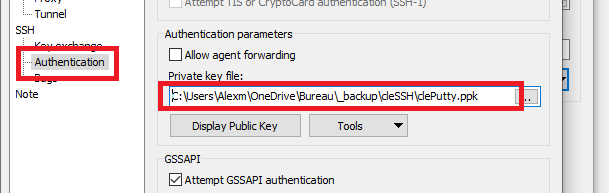 Proxy
Tunnel
SSH
Key exchange
Authentication
Bugs
Note
Attempt TIS or CryptoCard authentication (SSH-1)
Authentication parameters
Allow agent forwarding
Private key file:
C:\Users\Alexm\OneDrive\Bureau\_backup\cleSSH\clePutty.ppk
...
Display Public Key
Tools
GSSAPI
Attempt GSSAPI authentication